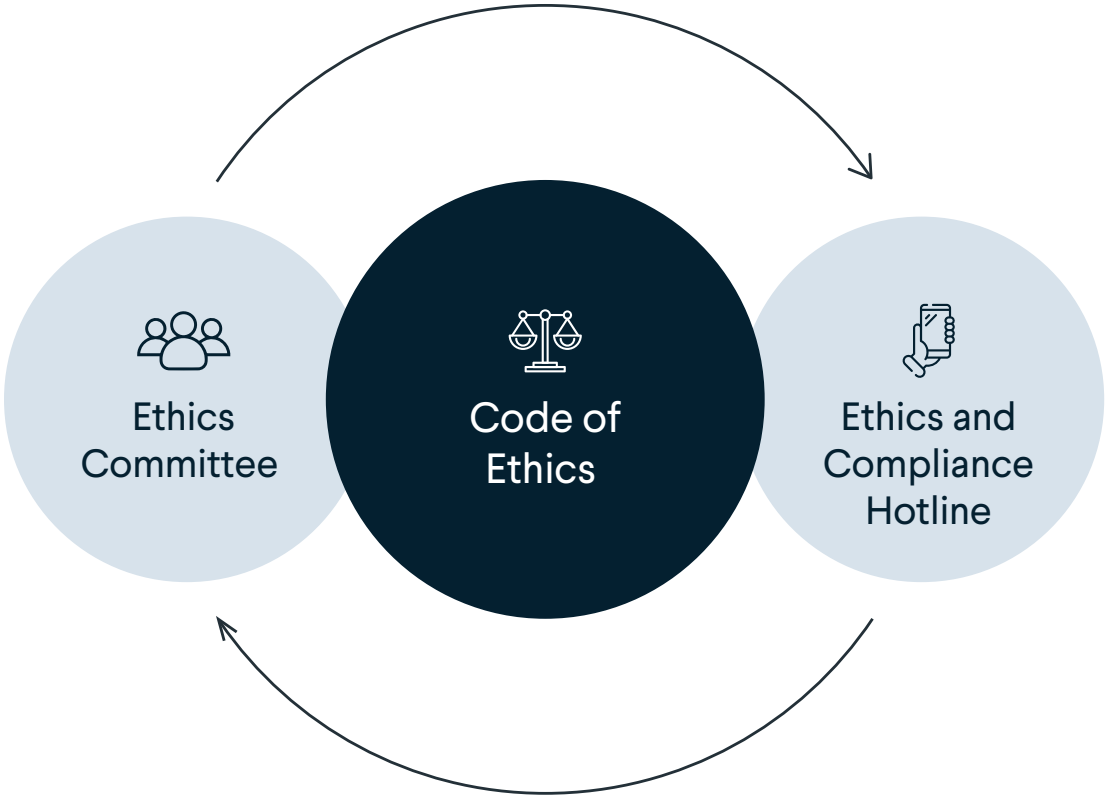 Ethics
Committee
Code of
Ethics
Ethics and
Compliance
Hotline